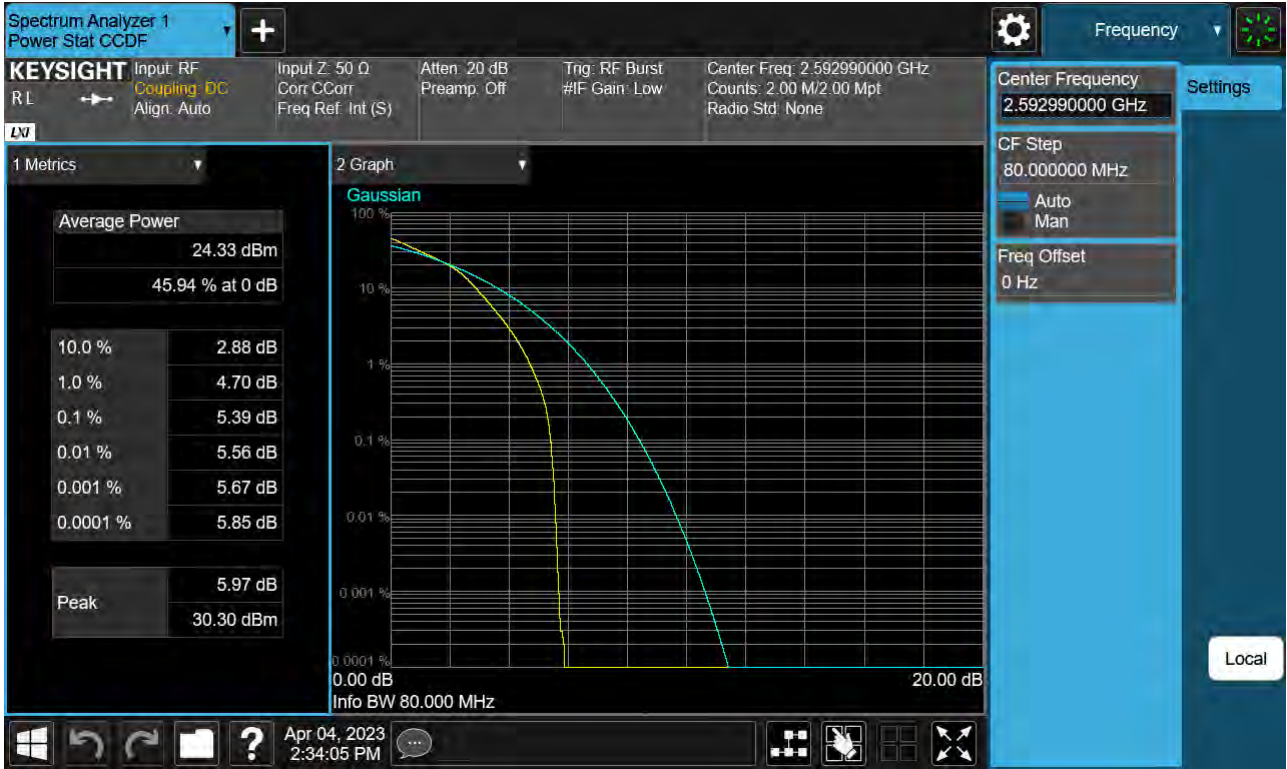 Spectrum Analyzer 1
Power Stat CCDF
Frequency
KEYSIGHT
R L
LXI
Input: RF
Coupling: DC
Align: Auto
Input Z: 50 Ω
Corr CCorr
Freq Ref: Int (S)
Atten: 20 dB
Preamp: Off
Trig: RF Burst
#IF Gain: Low
Center Freq: 2.592990000 GHz
Counts: 2.00 M/2.00 Mpt
Radio Std: None
Center Frequency
2.592990000 GHz
Settings
CF Step
80.000000 MHz
Auto
Man
Freq Offset
0 Hz
Local
1 Metrics
Average Power
24.33 dBm
45.94 % at 0 dB
10.0 % 2.88 dB
1.0 % 4.70 dB
0.1 % 5.39 dB
0.01 % 5.56 dB
0.001 % 5.67 dB
0.0001 % 5.85 dB
Peak
5.97 dB
30.30 dBm
2 Graph
Gaussian
100 %
10 %
1 %
0.1 %
0.01 %
0.001 %
0.0001 %
0.00 dB 20.00 dB
Info BW 80.000 MHz
?
Apr 04, 2023
2:34:05 PM